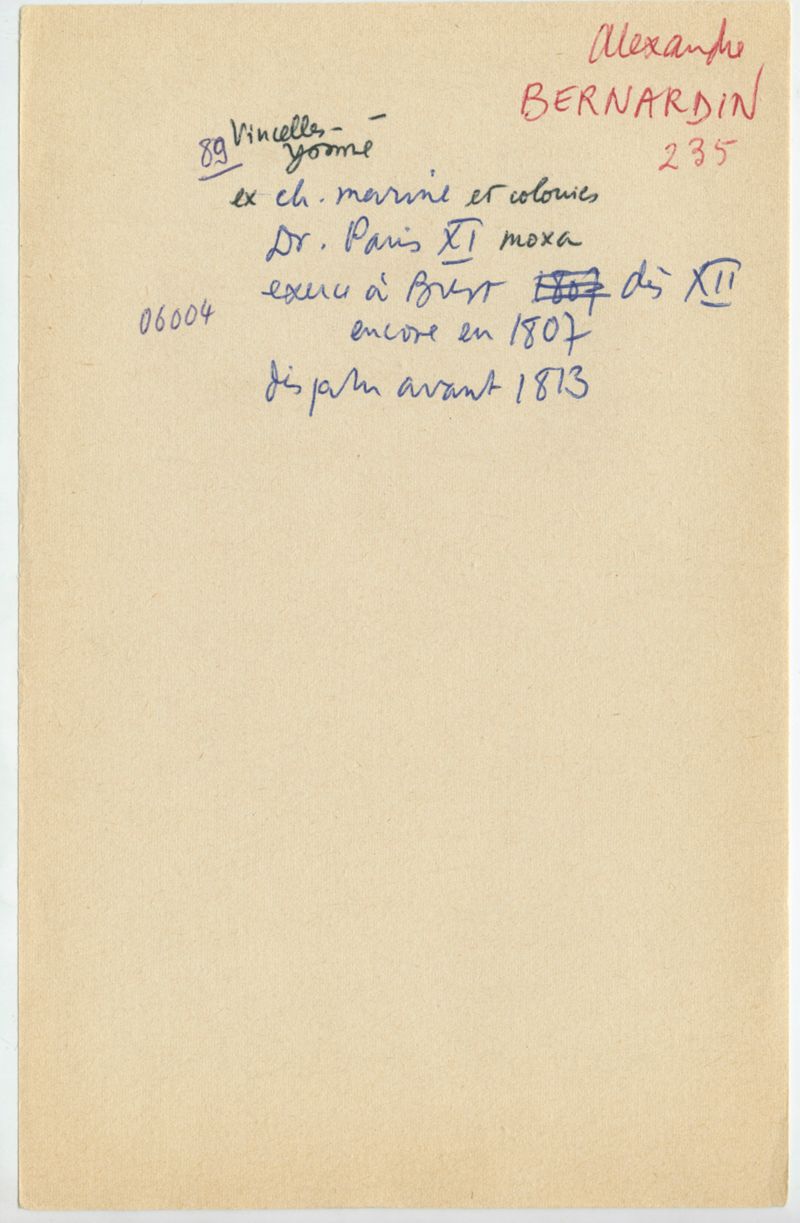 Alexandre
BERNARDIN
235
89 Vincelles -
Yonne
ex ch. marine et colonies
Dr. Paris XI moxa
exerce à Brest 1807 dès XII
06004
encore en 1807
disparu avant 1813